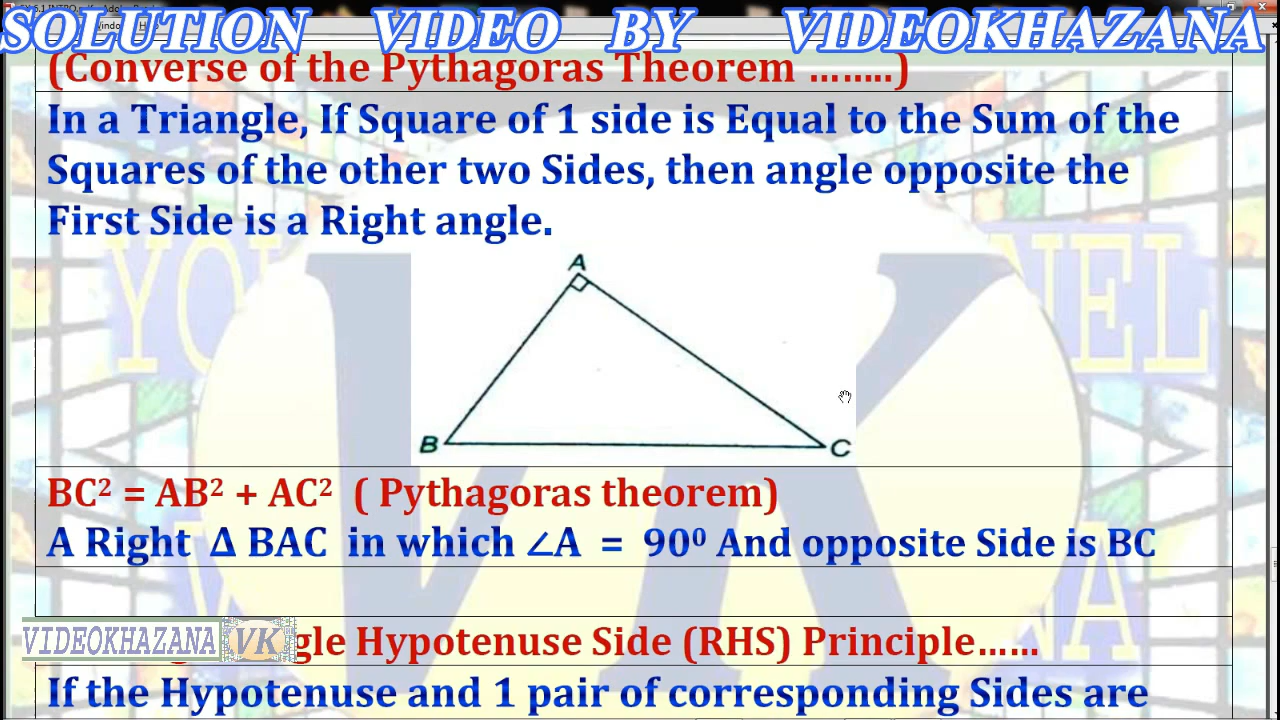 SOLUTION VIDEO BY VIDEOKHAZANA
(Converse of the Pythagoras Theorem ........)
In a Triangle, If Square of 1 side is Equal to the Sum of the
Squares of the other two Sides, then angle opposite the
First Side is a Right angle.
A
B
C
BC² = AB² + AC² ( Pythagoras theorem)
A Right Δ BAC in which ∠A = 90⁰ And opposite Side is BC
VIDEOKHAZANA VK
Hypotenuse Side (RHS) Principle......
If the Hypotenuse and 1 pair of corresponding Sides are